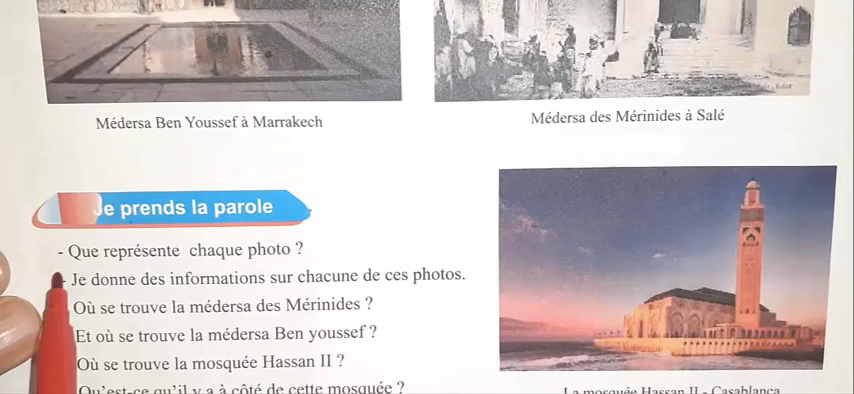 Médersa Ben Youssef à Marrakech
Médersa des Mérinides à Salé
Je prends la parole
- Que représente chaque photo ?
- Je donne des informations sur chacune de ces photos.
Où se trouve la médersa des Mérinides ?
Et où se trouve la médersa Ben youssef ?
Où se trouve la mosquée Hassan II ?
Qu'est-ce qu'il y a à côté de cette mosquée ?
La mosquée Hassan II - Casablanca